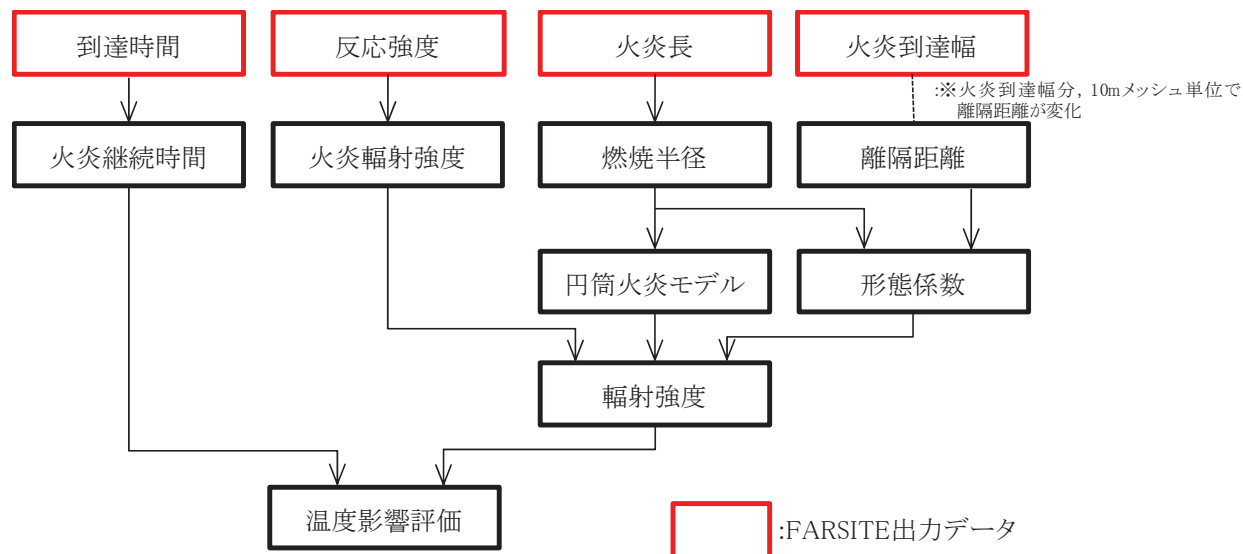 到達時間
反応強度
火炎長
火炎到達幅
:※火炎到達幅分, 10mメッシュ単位で
離隔距離が変化
火炎継続時間
火炎輻射強度
燃焼半径
離隔距離
円筒火炎モデル
形態係数
輻射強度
温度影響評価
:FARSITE出力データ